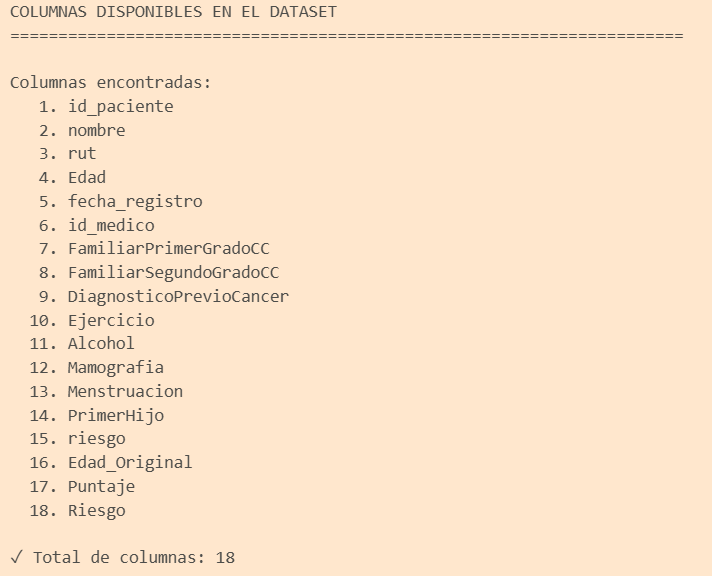 COLUMNAS DISPONIBLES EN EL DATASET
======================================================================
Columnas encontradas:
1. id_paciente
2. nombre
3. rut
4. Edad
5. fecha_registro
6. id_medico
7. FamiliarPrimerGradoCC
8. FamiliarSegundoGradoCC
9. DiagnosticoPrevioCancer
10. Ejercicio
11. Alcohol
12. Mamografia
13. Menstruacion
14. PrimerHijo
15. riesgo
16. Edad_Original
17. Puntaje
18. Riesgo
✓ Total de columnas: 18